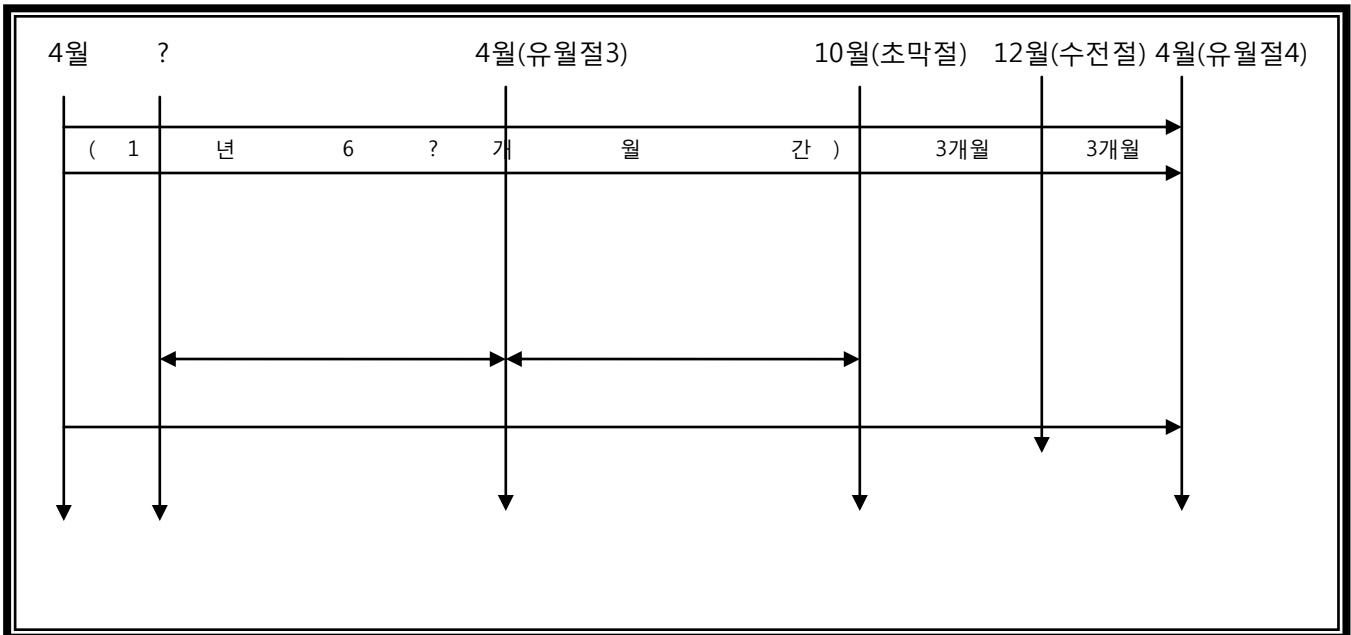 4월 ? 4월(유월절3) 10월(초막절) 12월(수전절) 4월(유월절4)
( 1 년 6 ? 개 월 간 ) 3개월 3개월